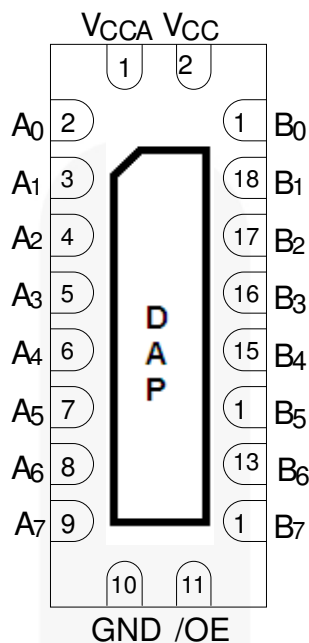 VCCA VCC
1 2
A0 2 1 B0
A1 3 18 B1
A2 4 17 B2
A3 5 16 B3
A4 6 15 B4
A5 7 1 B5
A6 8 13 B6
A7 9 1 B7
D
A
P
10 11
GND /OE